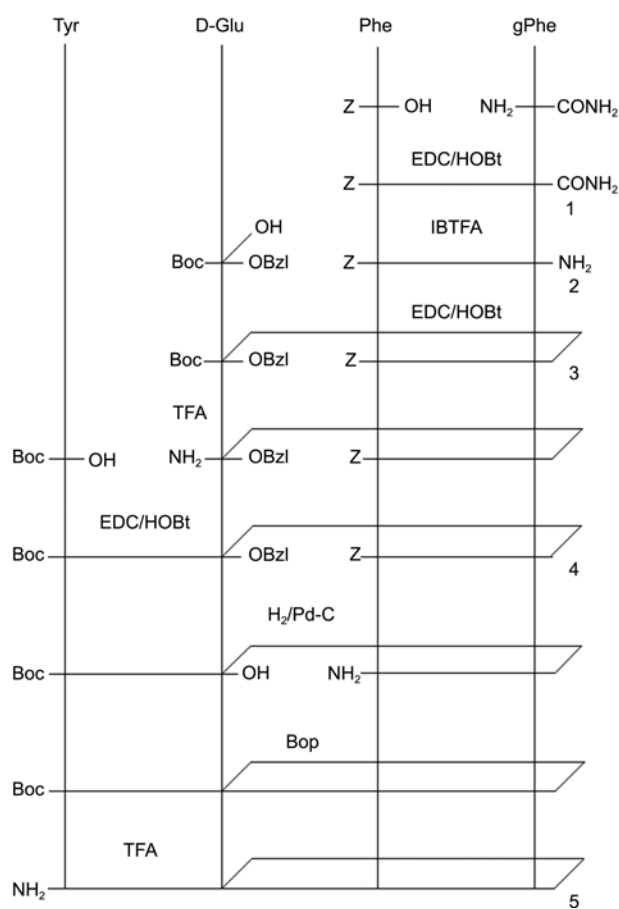 Tyr D-Glu Phe gPhe
Z OH NH₂ CONH₂
EDC/HOBt
Z CONH₂
1
OH
IBTFA
Boc OBzl Z NH₂
2
EDC/HOBt
Boc OBzl Z
3
TFA
Boc OH NH₂ OBzl Z
EDC/HOBt
Boc OBzl Z
4
H₂/Pd-C
Boc OH NH₂
Bop
Boc
TFA
NH₂
5